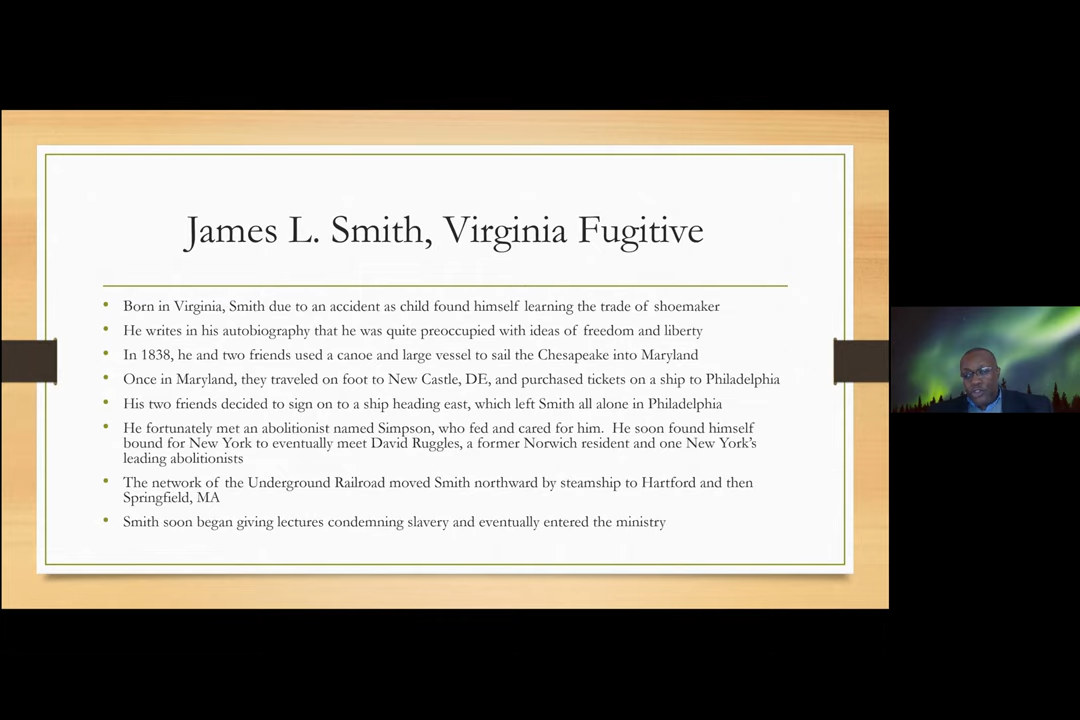 James L. Smith, Virginia Fugitive
• Born in Virginia, Smith due to an accident as child found himself learning the trade of shoemaker
• He writes in his autobiography that he was quite preoccupied with ideas of freedom and liberty
• In 1838, he and two friends used a canoe and large vessel to sail the Chesapeake into Maryland
• Once in Maryland, they traveled on foot to New Castle, DE, and purchased tickets on a ship to Philadelphia
• His two friends decided to sign on to a ship heading east, which left Smith all alone in Philadelphia
• He fortunately met an abolitionist named Simpson, who fed and cared for him. He soon found himself
bound for New York to eventually meet David Ruggles, a former Norwich resident and one New York's
leading abolitionists
• The network of the Underground Railroad moved Smith northward by steamship to Hartford and then
Springfield, MA
• Smith soon began giving lectures condemning slavery and eventually entered the ministry